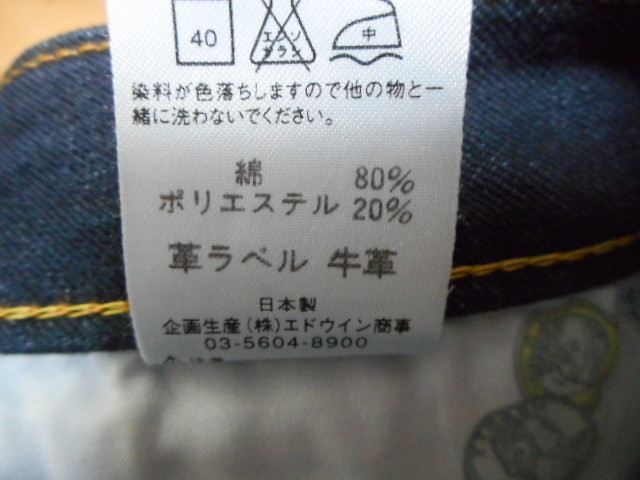 40
エンソ
サラシ
中
染料が色落ちしますので他の物と一
緒に洗わないでください。
綿 80%
ポリエステル 20%
革ラベル 牛革
日本製
企画生産（株）エドウイン商事
03-5604-8900